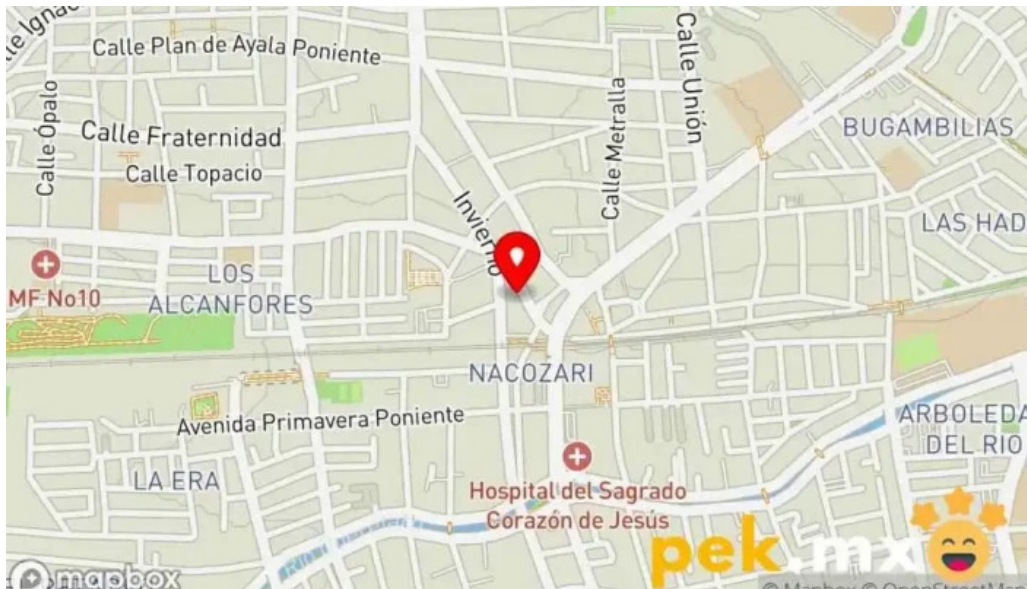 lle Ignac
Calle Plan de Ayala Poniente
Calle Unión
Calle Ópalo
Calle Fraternidad
Calle Topacio
Calle Metralla
BUGAMBILIAS
Invierno
LAS HAD
MF No10
LOS
ALCANFORES
NACOZARI
Avenida Primavera Poniente
ARBOLEDA
DEL RIO
LA ERA
Hospital del Sagrado
Corazón de Jesús
pek.mx
mapbox
© Mapbox © OpenStreetMap